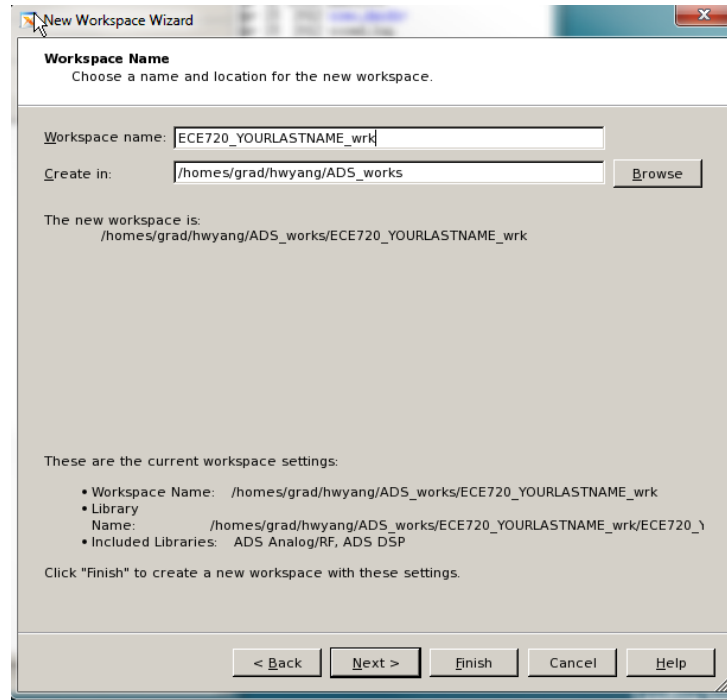 New Workspace Wizard
Workspace Name
Choose a name and location for the new workspace.
Workspace name: ECE720_YOURLASTNAME_wrk
Create in: /homes/grad/hwyang/ADS_works Browse
The new workspace is:
/homes/grad/hwyang/ADS_works/ECE720_YOURLASTNAME_wrk
These are the current workspace settings:
• Workspace Name: /homes/grad/hwyang/ADS_works/ECE720_YOURLASTNAME_wrk
• Library
Name: /homes/grad/hwyang/ADS_works/ECE720_YOURLASTNAME_wrk/ECE720_Y
• Included Libraries: ADS Analog/RF, ADS DSP
Click "Finish" to create a new workspace with these settings.
< Back Next > Finish Cancel Help